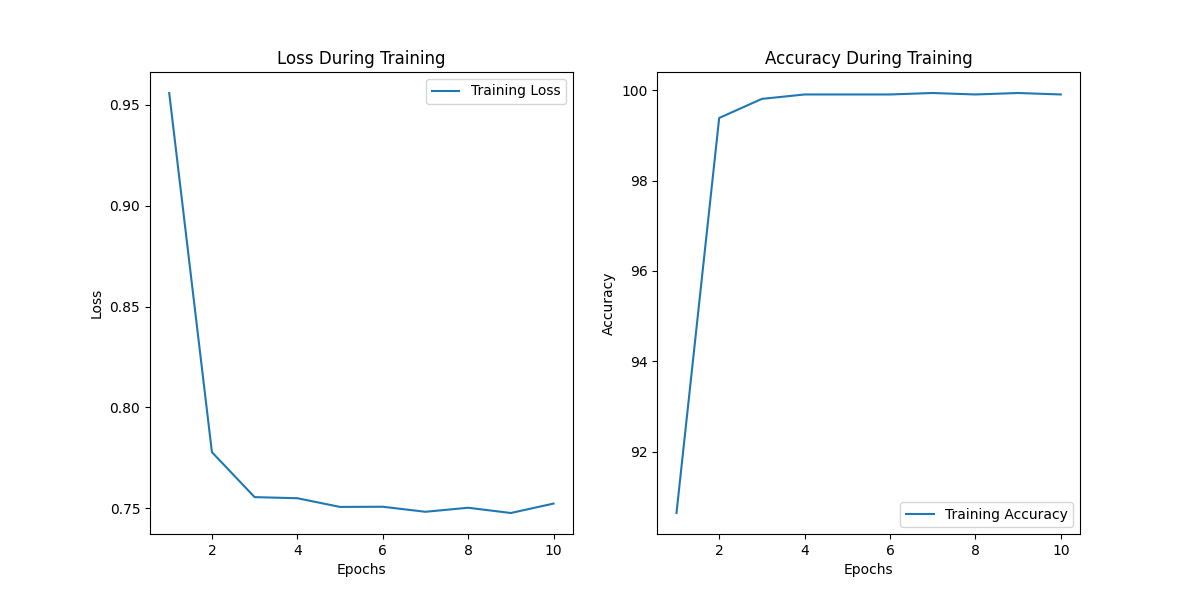 Loss During Training
Training Loss
0.95
0.90
0.85
0.80
0.75
Loss
2 4 6 8 10
Epochs
Accuracy During Training
100
98
96
94
92
Accuracy
Training Accuracy
2 4 6 8 10
Epochs